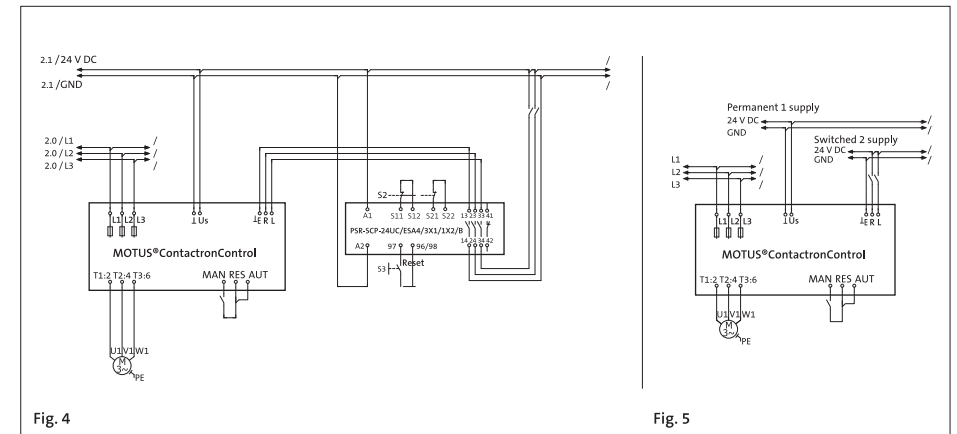 2.1 /24 V DC /
2.1 /GND /
2.0 / L1 /
2.0 / L2 /
2.0 / L3 /
L1 L2 L3
⊥ Us
⊥E R L
MOTUS®ContactronControl
T1:2 T2:4 T3:6
MAN RES AUT
U1 V1 W1
M
3~
PE
S2
A1 S11 S12 S21 S22 13 23 33 41
PSR-SCP-24UC/ESA4/3X1/1X2/B
A2 97 96/98 14 24 34 42
S3
Reset
Fig. 4
Permanent 1 supply
24 V DC /
GND /
Switched 2 supply
24 V DC /
GND /
L1 /
L2 /
L3 /
L1 L2 L3
⊥ Us
⊥E R L
MOTUS®ContactronControl
T1:2 T2:4 T3:6
MAN RES AUT
U1 V1 W1
M
3~
PE
Fig. 5